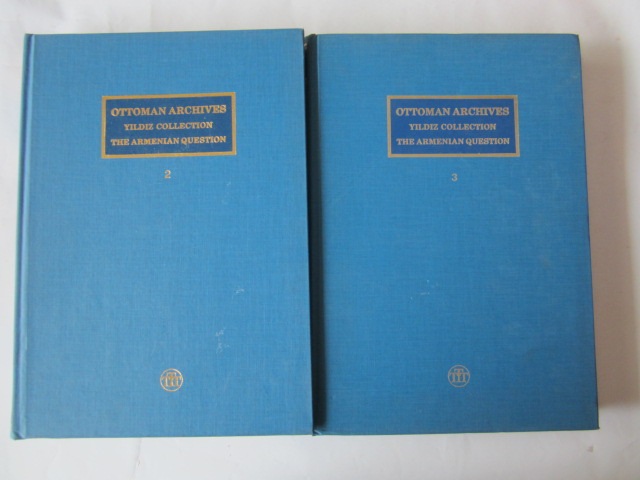 OTTOMAN ARCHIVES
YILDIZ COLLECTION
THE ARMENIAN QUESTION
2
OTTOMAN ARCHIVES
YILDIZ COLLECTION
THE ARMENIAN QUESTION
3